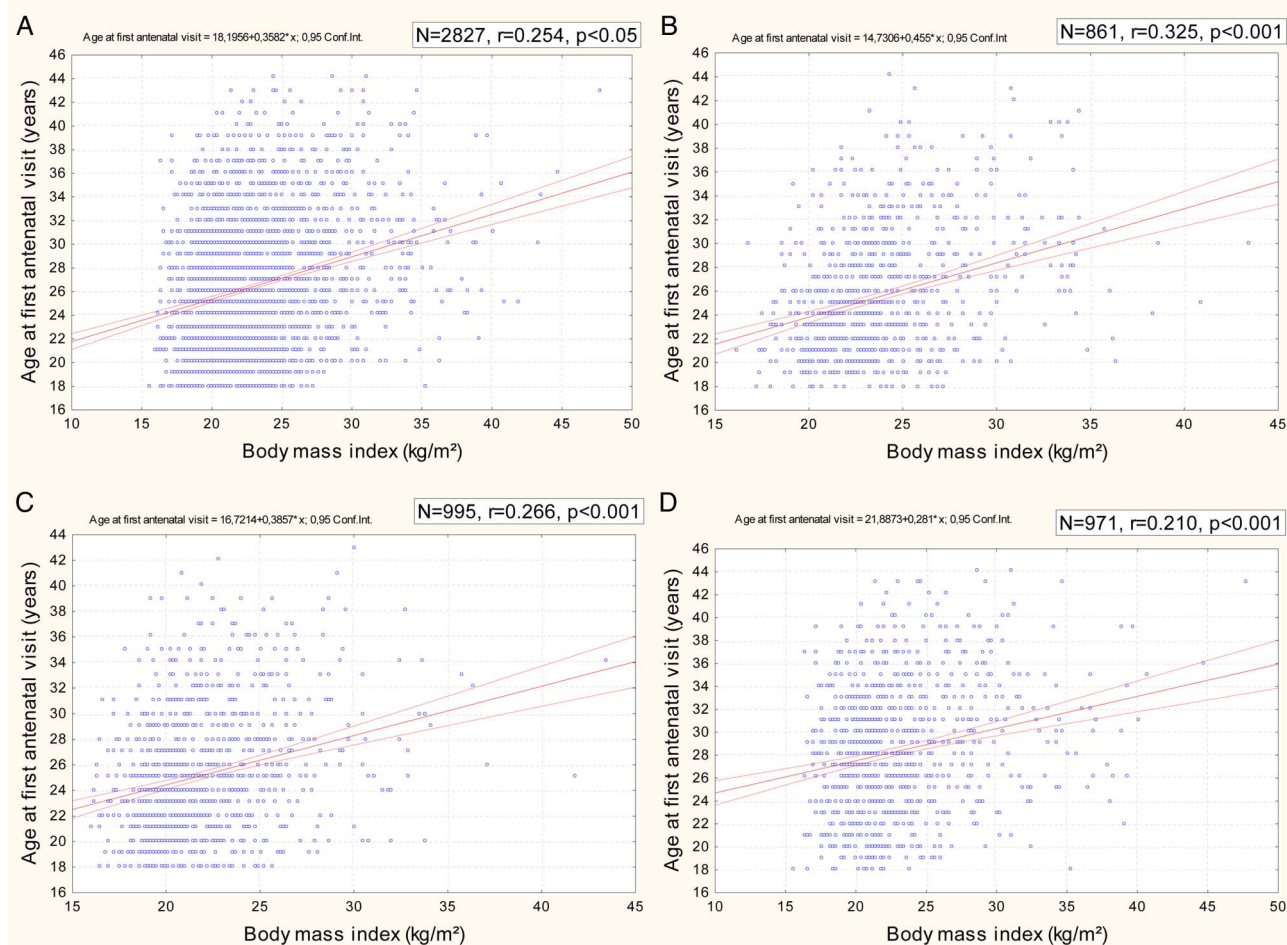 A
Age at first antenatal visit = 18,1956+0,3582*x; 0,95 Conf.Int.
N=2827, r=0.254, p<0.05
Age at first antenatal visit (years)
46
44
42
40
38
36
34
32
30
28
26
24
22
20
18
16
10 15 20 25 30 35 40 45 50
Body mass index (kg/m²)
B
Age at first antenatal visit = 14,7306+0,455*x; 0,95 Conf.Int
N=861, r=0.325, p<0.001
Age at first antenatal visit (years)
46
44
42
40
38
36
34
32
30
28
26
24
22
20
18
16
15 20 25 30 35 40 45
Body mass index (kg/m²)
C
Age at first antenatal visit = 16,7214+0,3857*x; 0,95 Conf.Int.
N=995, r=0.266, p<0.001
Age at first antenatal visit (years)
44
42
40
38
36
34
32
30
28
26
24
22
20
18
16
15 20 25 30 35 40 45
Body mass index (kg/m²)
D
Age at first antenatal visit = 21,8873+0,281*x; 0,95 Conf.Int.
N=971, r=0.210, p<0.001
Age at first antenatal visit (years)
46
44
42
40
38
36
34
32
30
28
26
24
22
20
18
16
10 15 20 25 30 35 40 45 50
Body mass index (kg/m²)